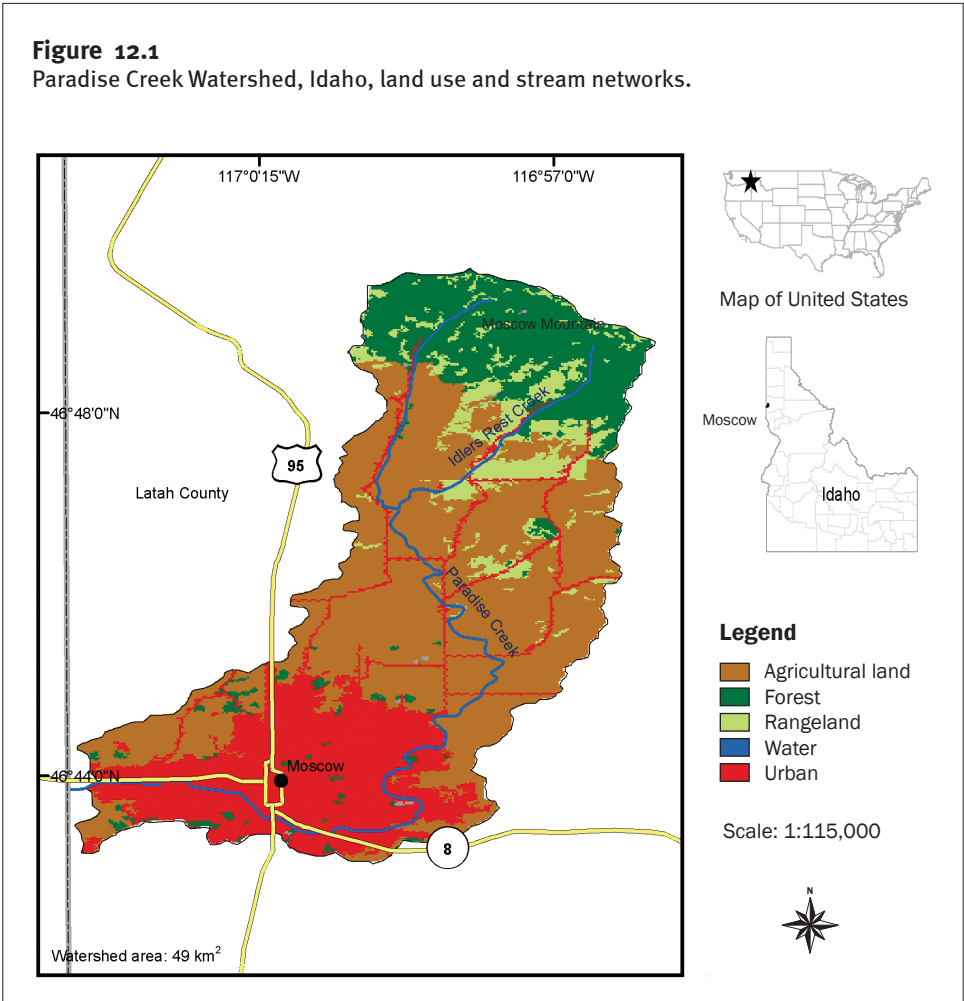 Figure 12.1
Paradise Creek Watershed, Idaho, land use and stream networks.
117°0'15"W
116°57'0"W
Moscow Mountain
46°48'0"N
Idlers Rest Creek
95
Latah County
Paradise Creek
46°44'0"N
Moscow
8
Watershed area: 49 km²
Map of United States
Moscow
Idaho
Legend
Agricultural land
Forest
Rangeland
Water
Urban
Scale: 1:115,000
N